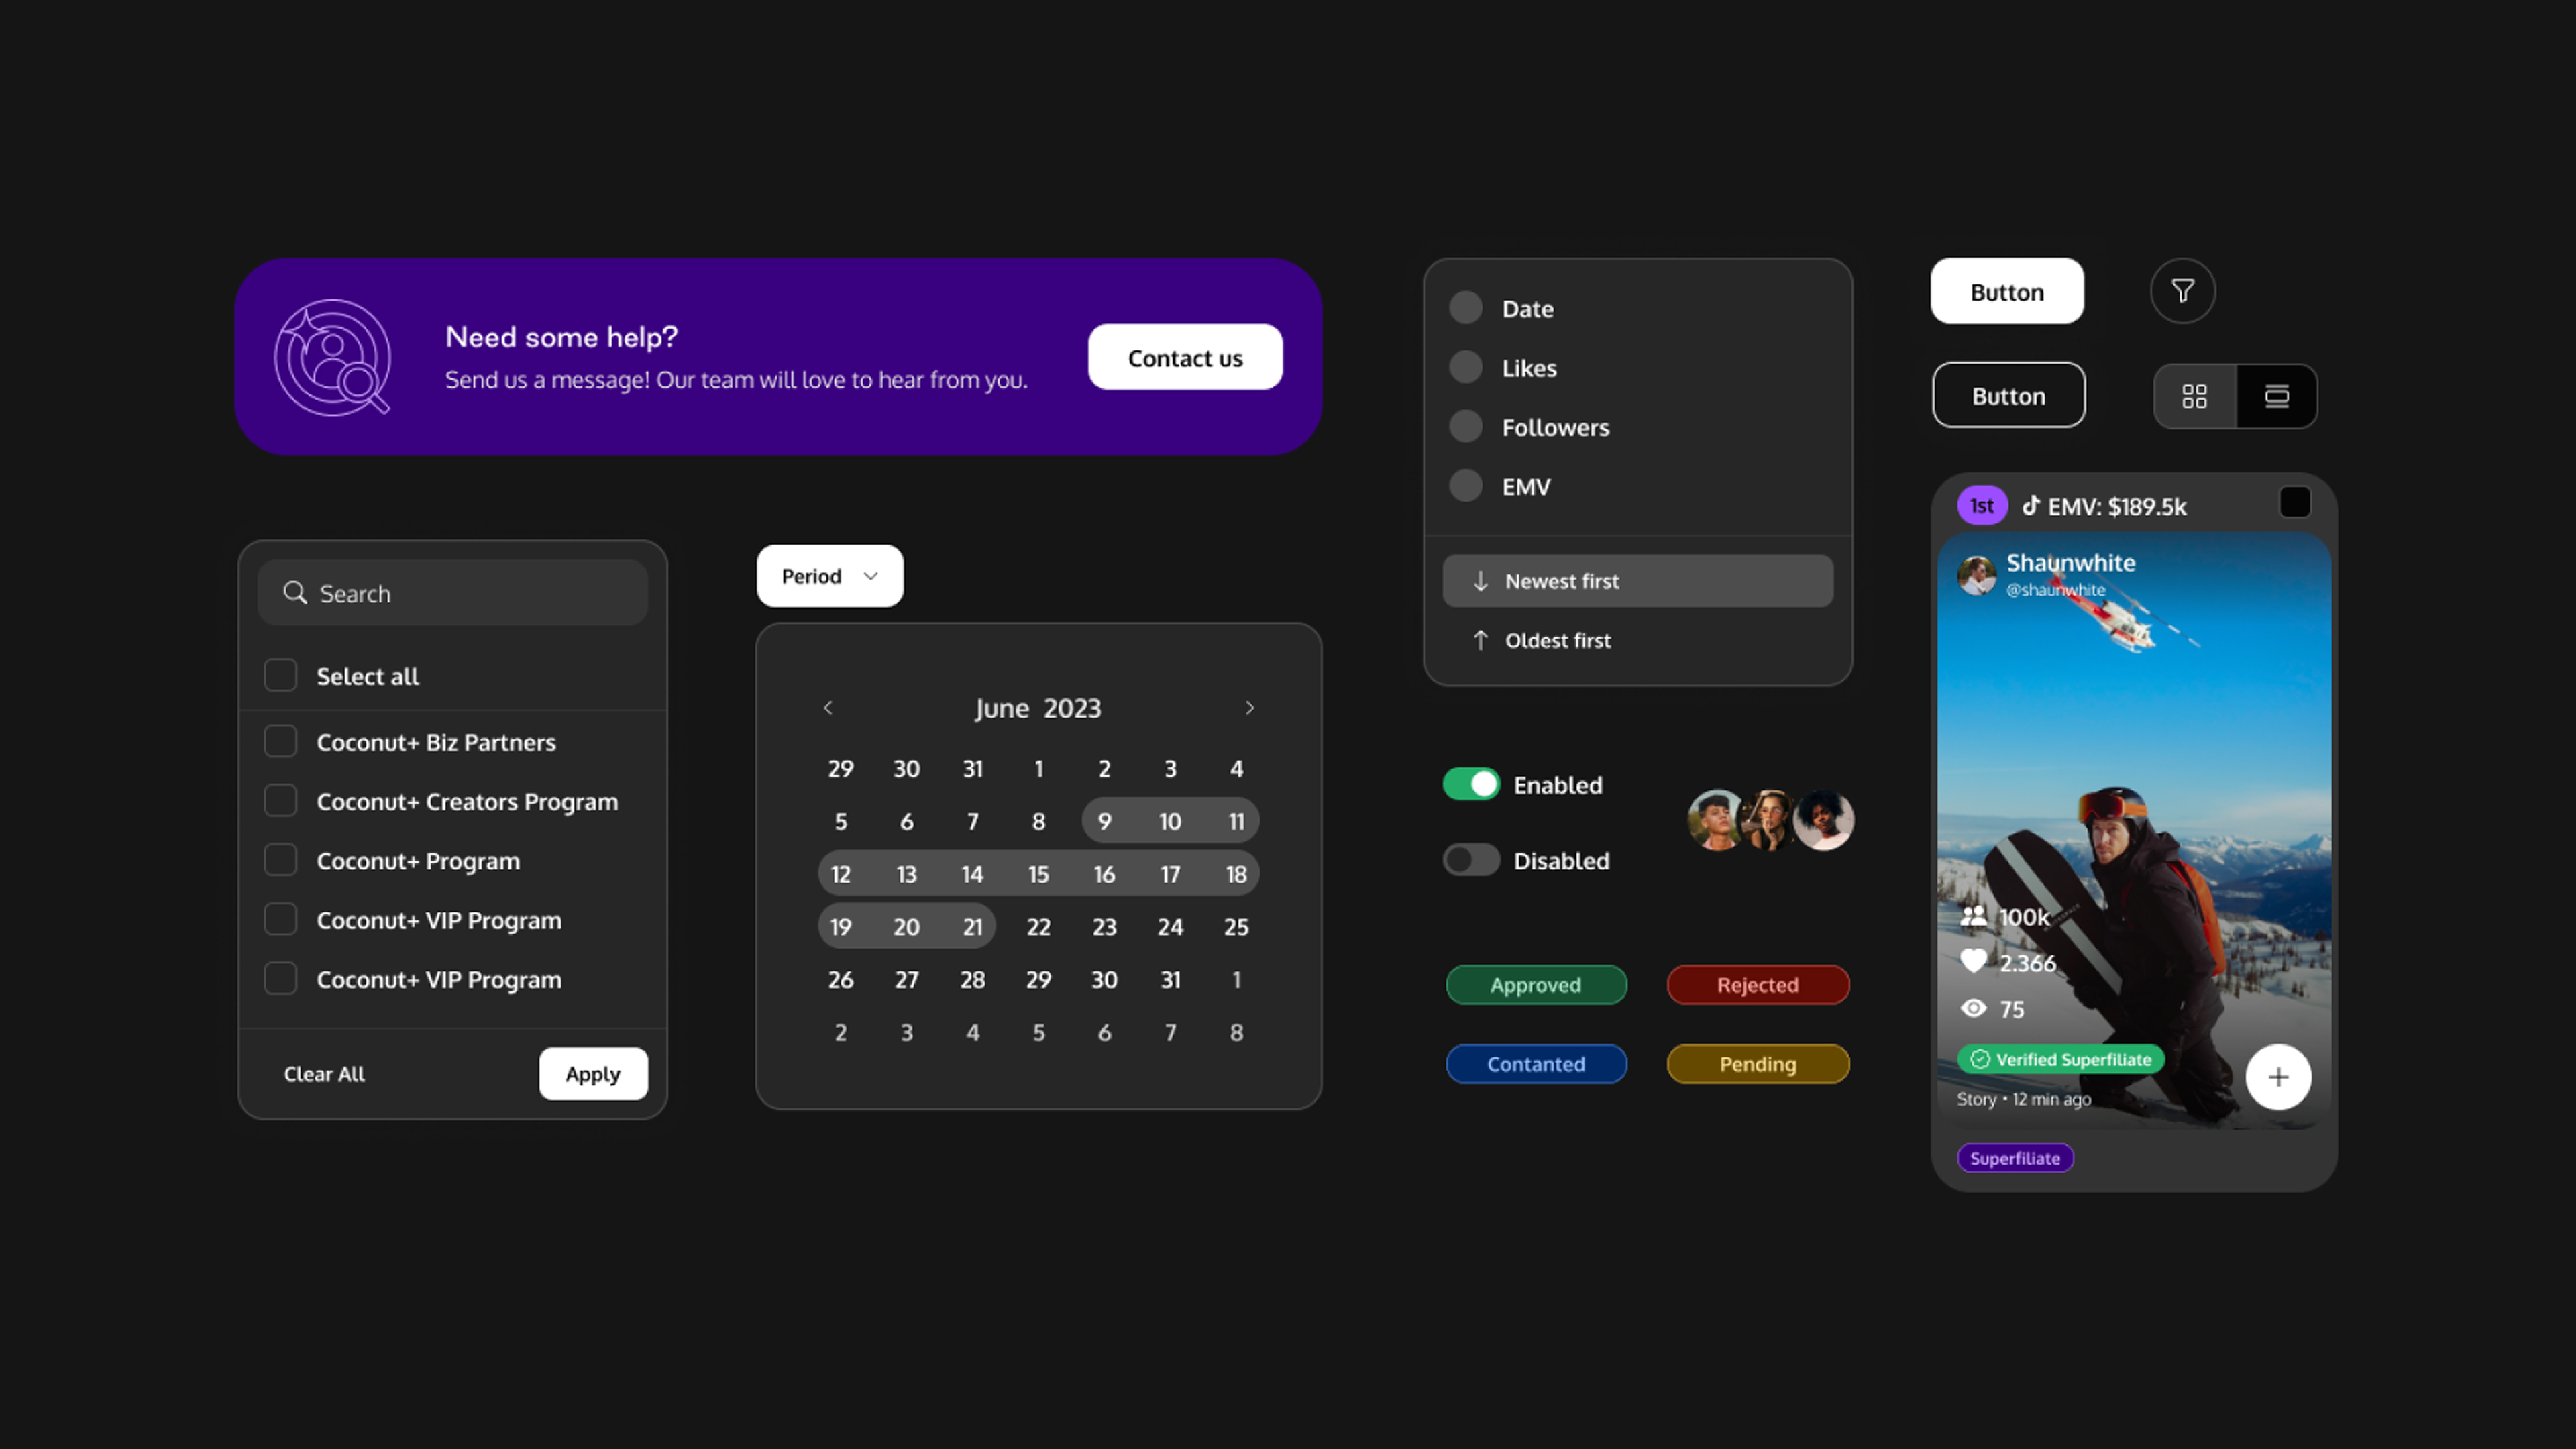 Need some help?
Send us a message! Our team will love to hear from you.
Contact us
Search
Select all
Coconut+ Biz Partners
Coconut+ Creators Program
Coconut+ Program
Coconut+ VIP Program
Coconut+ VIP Program
Clear All
Apply
Period
June 2023
29 30 31 1 2 3 4
5 6 7 8 9 10 11
12 13 14 15 16 17 18
19 20 21 22 23 24 25
26 27 28 29 30 31 1
2 3 4 5 6 7 8
Date
Likes
Followers
EMV
Newest first
Oldest first
Enabled
Disabled
Approved
Rejected
Contanted
Pending
Button
Button
1st EMV: $189.5k
Shaunwhite
@shaunwhite
100k
2.366
75
Verified Superfiliate
Story • 12 min ago
Superfiliate